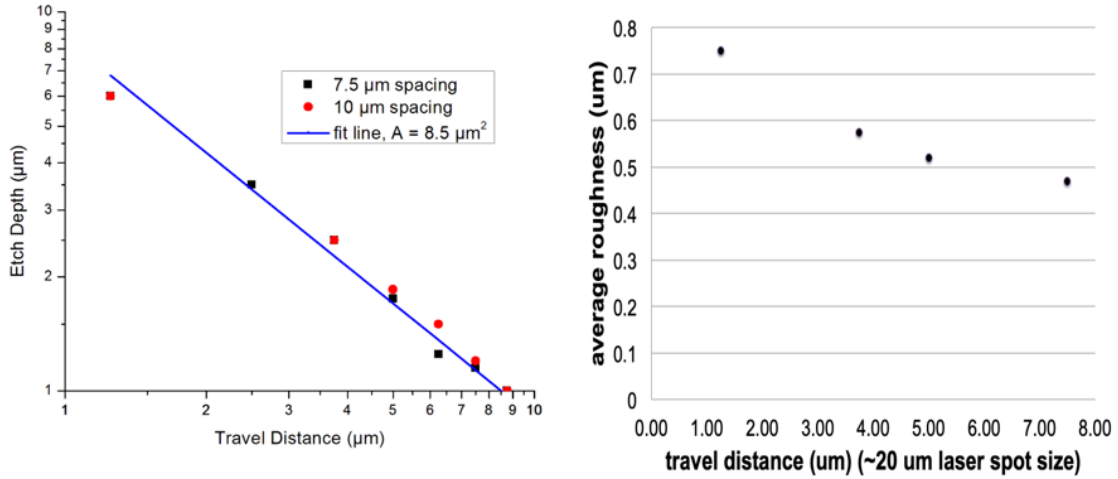 10
9
8
7
6
5
4
3
2
1
Etch Depth (µm)
7.5 µm spacing
10 µm spacing
fit line, A = 8.5 µm²
1 2 3 4 5 6 7 8 9 10
Travel Distance (µm)
0.8
0.7
0.6
0.5
0.4
0.3
0.2
0.1
0
average roughness (um)
0.00 1.00 2.00 3.00 4.00 5.00 6.00 7.00 8.00
travel distance (um) (~20 um laser spot size)